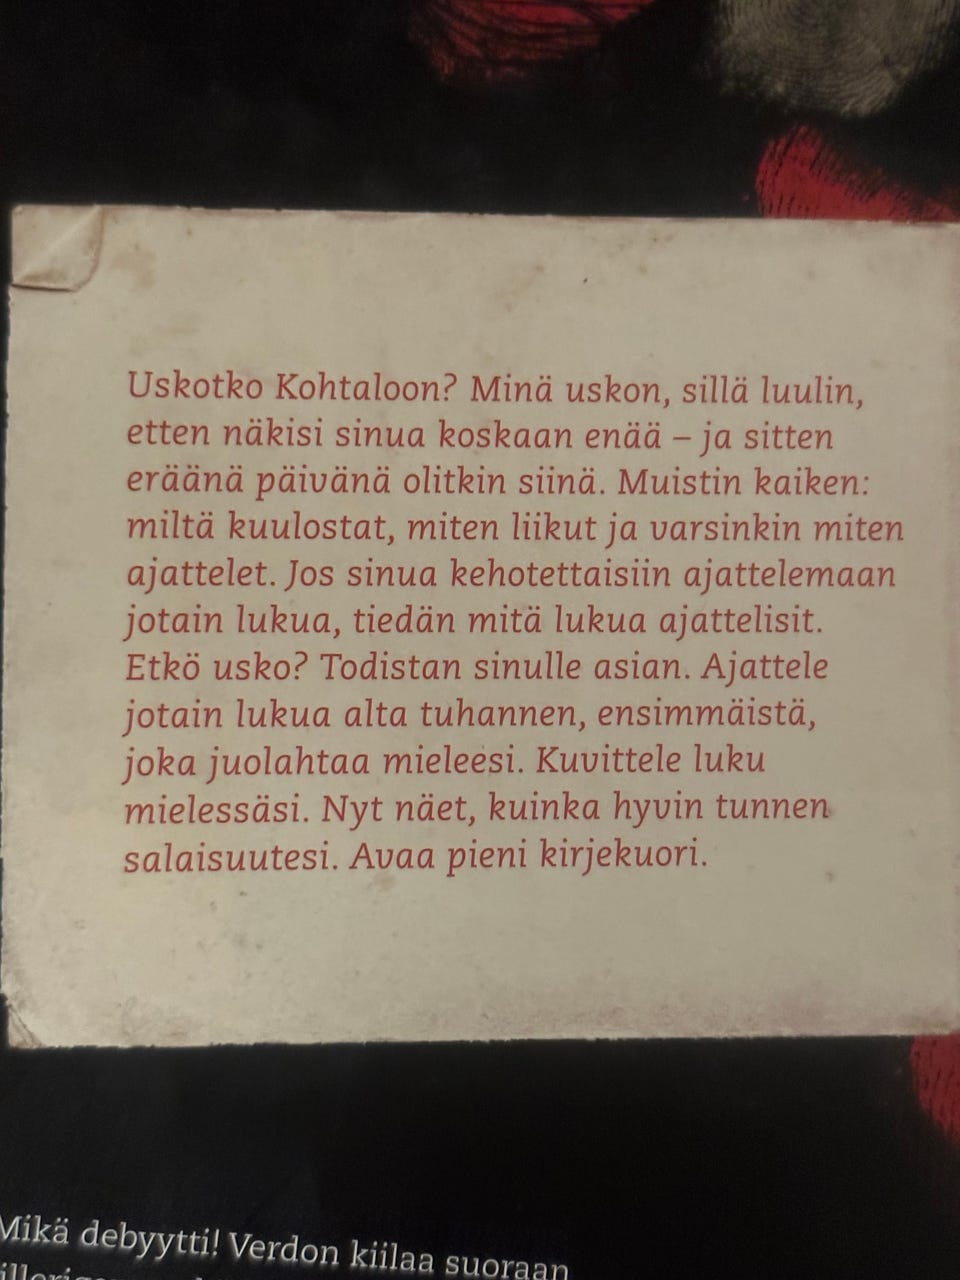 Uskotko Kohtaloon? Minä uskon, sillä luulin,
etten näkisi sinua koskaan enää – ja sitten
eräänä päivänä olitkin siinä. Muistin kaiken:
miltä kuulostat, miten liikut ja varsinkin miten
ajattelet. Jos sinua kehotettaisiin ajattelemaan
jotain lukua, tiedän mitä lukua ajattelisit.
Etkö usko? Todistan sinulle asian. Ajattele
jotain lukua alta tuhannen, ensimmäistä,
joka juolahtaa mieleesi. Kuvittele luku
mielessäsi. Nyt näet, kuinka hyvin tunnen
salaisuutesi. Avaa pieni kirjekuori.
Mikä debyytti! Verdon kiilaa suoraan